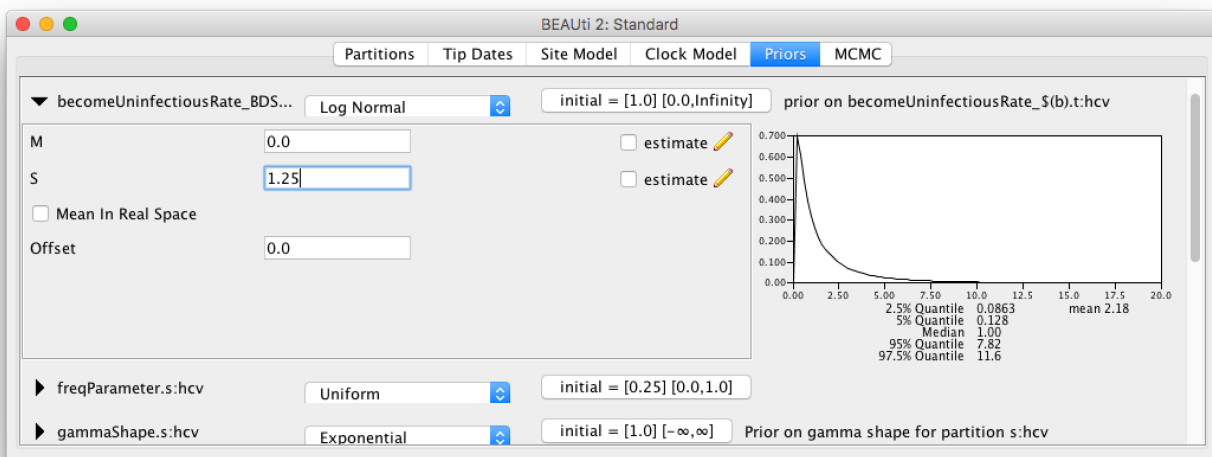 BEAUti 2: Standard
Partitions Tip Dates Site Model Clock Model Priors MCMC
becomeUninfectiousRate_BDS... Log Normal initial = [1.0] [0.0,Infinity] prior on becomeUninfectiousRate_$(b).t:hcv
M 0.0 estimate
S 1.25 estimate
Mean In Real Space
Offset 0.0
0.700
0.600
0.500
0.400
0.300
0.200
0.100
0.00
0.00 2.50 5.00 7.50 10.0 12.5 15.0 17.5 20.0
2.5% Quantile 0.0863 mean 2.18
5% Quantile 0.128
Median 1.00
95% Quantile 7.82
97.5% Quantile 11.6
freqParameter.s:hcv Uniform initial = [0.25] [0.0,1.0]
gammaShape.s:hcv Exponential initial = [1.0] [-∞,∞] Prior on gamma shape for partition s:hcv